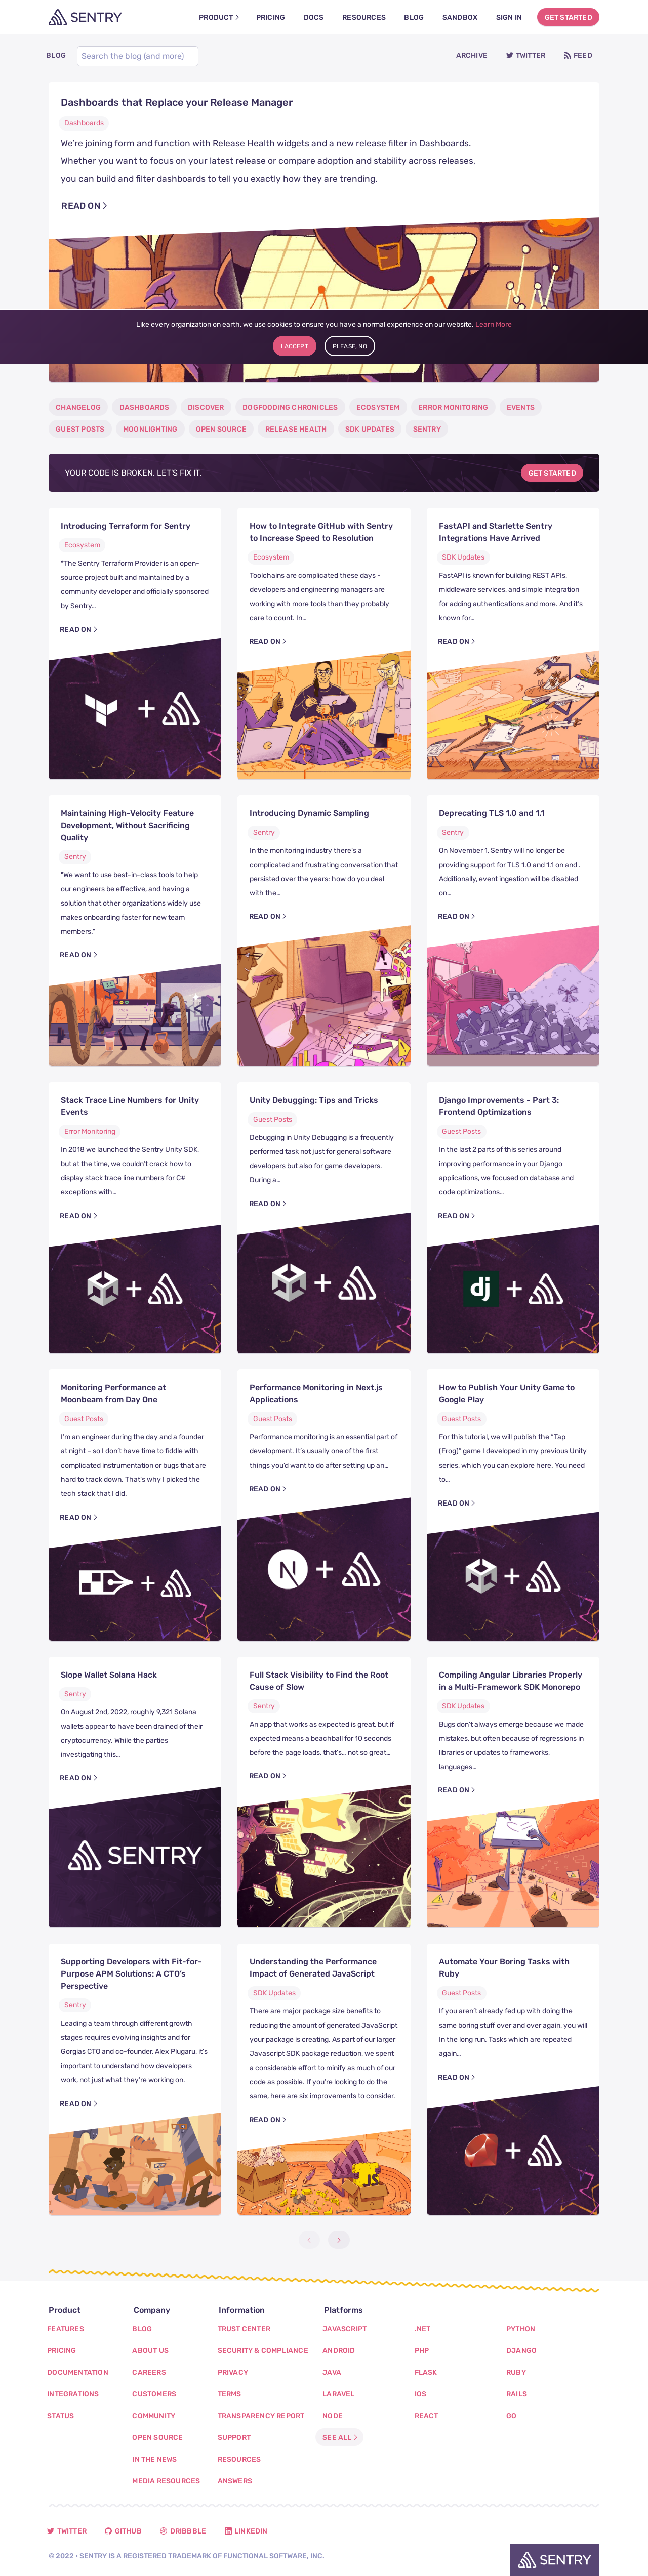 SENTRY
PRODUCT PRICING DOCS RESOURCES BLOG SANDBOX SIGN IN GET STARTED
BLOG Search the blog (and more) ARCHIVE TWITTER FEED
Dashboards that Replace your Release Manager
Dashboards
We're joining form and function with Release Health widgets and a new release filter in Dashboards.
Whether you want to focus on your latest release or compare adoption and stability across releases,
you can build and filter dashboards to tell you exactly how they are trending.
READ ON
Like every organization on earth, we use cookies to ensure you have a normal experience on our website. Learn More
I ACCEPT PLEASE, NO
CHANGELOG DASHBOARDS DISCOVER DOGFOODING CHRONICLES ECOSYSTEM ERROR MONITORING EVENTS
GUEST POSTS MOONLIGHTING OPEN SOURCE RELEASE HEALTH SDK UPDATES SENTRY
YOUR CODE IS BROKEN. LET'S FIX IT. GET STARTED
Introducing Terraform for Sentry
Ecosystem
*The Sentry Terraform Provider is an open-
source project built and maintained by a
community developer and officially sponsored
by Sentry…
READ ON
How to Integrate GitHub with Sentry
to Increase Speed to Resolution
Ecosystem
Toolchains are complicated these days -
developers and engineering managers are
working with more tools than they probably
care to count. In…
READ ON
FastAPI and Starlette Sentry
Integrations Have Arrived
SDK Updates
FastAPI is known for building REST APIs,
middleware services, and simple integration
for adding authentications and more. And it's
known for…
READ ON
Maintaining High-Velocity Feature
Development, Without Sacrificing
Quality
Sentry
"We want to use best-in-class tools to help
our engineers be effective, and having a
solution that other organizations widely use
makes onboarding faster for new team
members."
READ ON
Introducing Dynamic Sampling
Sentry
In the monitoring industry there's a
complicated and frustrating conversation that
persisted over the years: how do you deal
with the…
READ ON
Deprecating TLS 1.0 and 1.1
Sentry
On November 1, Sentry will no longer be
providing support for TLS 1.0 and 1.1 on and .
Additionally, event ingestion will be disabled
on…
READ ON
Stack Trace Line Numbers for Unity
Events
Error Monitoring
In 2018 we launched the Sentry Unity SDK,
but at the time, we couldn't crack how to
display stack trace line numbers for C#
exceptions with…
READ ON
Unity Debugging: Tips and Tricks
Guest Posts
Debugging in Unity Debugging is a frequently
performed task not just for general software
developers but also for game developers.
During a…
READ ON
Django Improvements - Part 3:
Frontend Optimizations
Guest Posts
In the last 2 parts of this series around
improving performance in your Django
applications, we focused on database and
code optimizations…
READ ON
dj
Monitoring Performance at
Moonbeam from Day One
Guest Posts
I'm an engineer during the day and a founder
at night – so I don't have time to fiddle with
complicated instrumentation or bugs that are
hard to track down. That's why I picked the
tech stack that I did.
READ ON
Performance Monitoring in Next.js
Applications
Guest Posts
Performance monitoring is an essential part of
development. It's usually one of the first
things you'd want to do after setting up an…
READ ON
N
How to Publish Your Unity Game to
Google Play
Guest Posts
For this tutorial, we will publish the "Tap
(Frog)" game I developed in my previous Unity
series, which you can explore here. You need
to…
READ ON
Slope Wallet Solana Hack
Sentry
On August 2nd, 2022, roughly 9,321 Solana
wallets appear to have been drained of their
cryptocurrency. While the parties
investigating this…
READ ON
SENTRY
Full Stack Visibility to Find the Root
Cause of Slow
Sentry
An app that works as expected is great, but if
expected means a beachball for 10 seconds
before the page loads, that's… not so great…
READ ON
Compiling Angular Libraries Properly
in a Multi-Framework SDK Monorepo
SDK Updates
Bugs don't always emerge because we made
mistakes, but often because of regressions in
libraries or updates to frameworks,
languages…
READ ON
Supporting Developers with Fit-for-
Purpose APM Solutions: A CTO's
Perspective
Sentry
Leading a team through different growth
stages requires evolving insights and for
Gorgias CTO and co-founder, Alex Plugaru, it's
important to understand how developers
work, not just what they're working on.
READ ON
Understanding the Performance
Impact of Generated JavaScript
SDK Updates
There are major package size benefits to
reducing the amount of generated JavaScript
your package is creating. As part of our larger
Javascript SDK package reduction, we spent
a considerable effort to minify as much of our
code as possible. If you're looking to do the
same, here are six improvements to consider.
READ ON
JS
Automate Your Boring Tasks with
Ruby
Guest Posts
If you aren't already fed up with doing the
same boring stuff over and over again, you will
In the long run. Tasks which are repeated
again…
READ ON
Product
FEATURES
PRICING
DOCUMENTATION
INTEGRATIONS
STATUS
Company
BLOG
ABOUT US
CAREERS
CUSTOMERS
COMMUNITY
OPEN SOURCE
IN THE NEWS
MEDIA RESOURCES
Information
TRUST CENTER
SECURITY & COMPLIANCE
PRIVACY
TERMS
TRANSPARENCY REPORT
SUPPORT
RESOURCES
ANSWERS
Platforms
JAVASCRIPT
ANDROID
JAVA
LARAVEL
NODE
SEE ALL
.NET
PHP
FLASK
IOS
REACT
PYTHON
DJANGO
RUBY
RAILS
GO
TWITTER GITHUB DRIBBBLE LINKEDIN
© 2022 • SENTRY IS A REGISTERED TRADEMARK OF FUNCTIONAL SOFTWARE, INC.
SENTRY